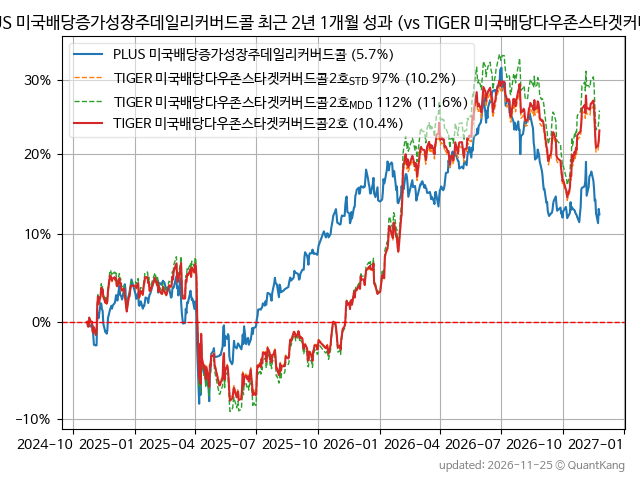 US 미국배당증가성장주데일리커버드콜 최근 2년 1개월 성과 (vs TIGER 미국배당다우존스타겟커버
PLUS 미국배당증가성장주데일리커버드콜 (5.7%)
TIGER 미국배당다우존스타겟커버드콜2호STD 97% (10.2%)
TIGER 미국배당다우존스타겟커버드콜2호MDD 112% (11.6%)
TIGER 미국배당다우존스타겟커버드콜2호 (10.4%)
30%
20%
10%
0%
−10%
2024-10 2025-01 2025-04 2025-07 2025-10 2026-01 2026-04 2026-07 2026-10 2027-01
updated: 2026-11-25 © QuantKang